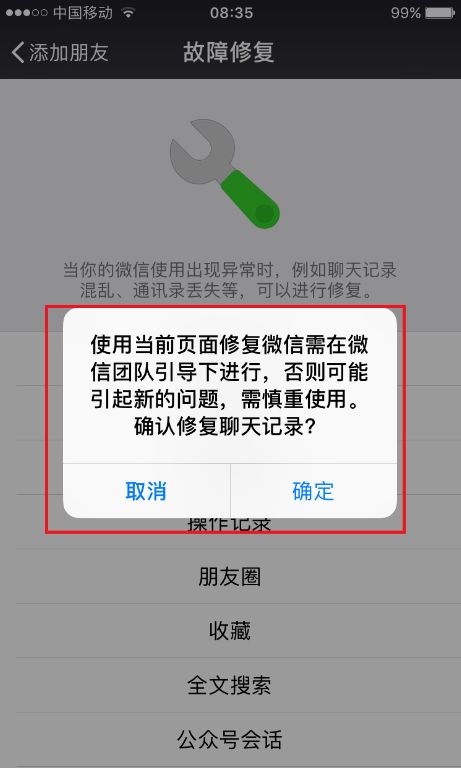 中国移动 08:35 99%
添加朋友 故障修复
当你的微信使用出现异常时，例如聊天记录
混乱、通讯录丢失等，可以进行修复。
使用当前页面修复微信需在微
信团队引导下进行，否则可能
引起新的问题，需慎重使用。
确认修复聊天记录？
取消 确定
操作记录
朋友圈
收藏
全文搜索
公众号会话